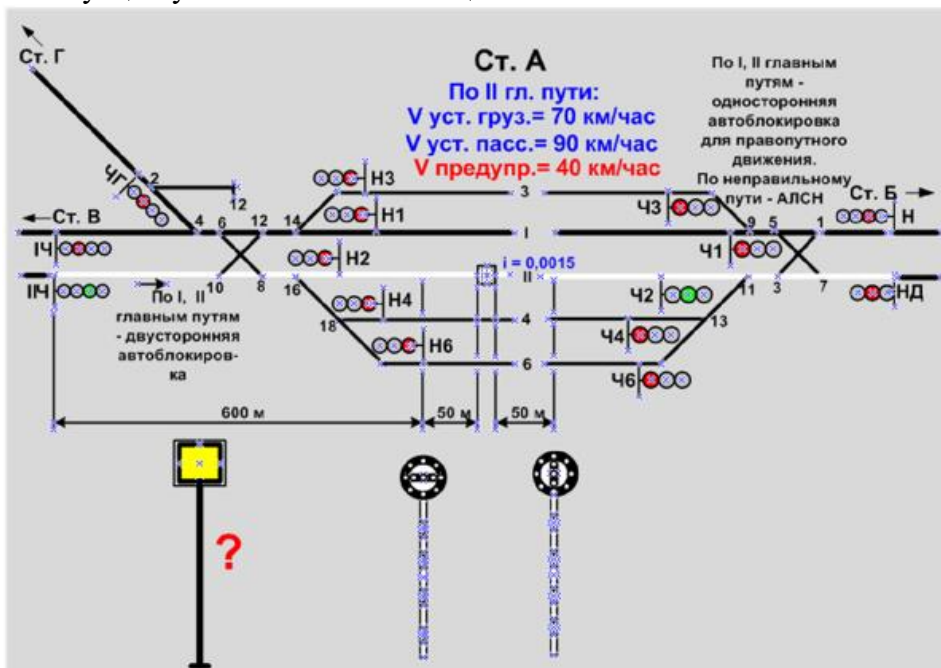 Ст. Г
Ст. А
По II гл. пути:
V уст. груз.= 70 км/час
V уст. пасс.= 90 км/час
V предупр.= 40 км/час
По I, II главным
путям -
односторонняя
автоблокировка
для правопутного
движения.
По неправильному
пути - АЛСН
ЧГ
2
12
Н3
3
Ч3
Ст. Б
Н
Ст. В
4
6
12
14
Н1
I
9
5
1
IЧ
Н2
Ч1
i = 0,0015
II
IIЧ
10
8
16
Ч2
11
3
7
НД
По I, II
главным путям
- двусторонняя
автоблокиров-
ка
18
Н4
4
Ч4
13
Н6
6
Ч6
600 м
50 м
50 м
?